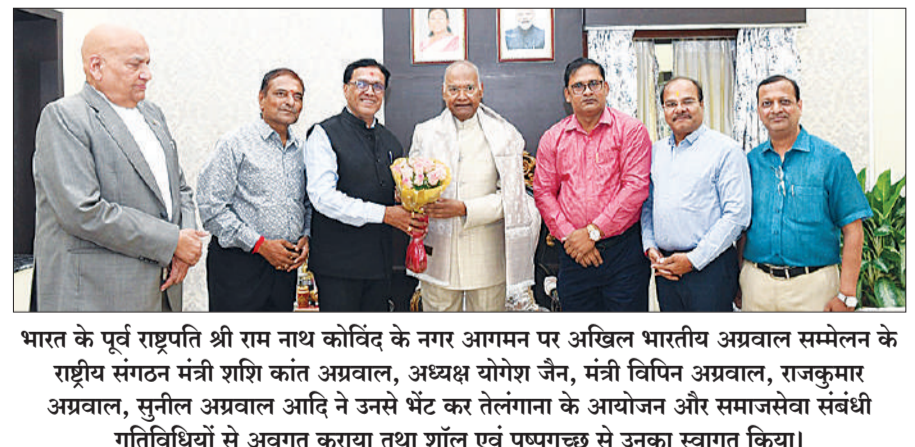 भारत के पूर्व राष्ट्रपति श्री राम नाथ कोविंद के नगर आगमन पर अखिल भारतीय अग्रवाल सम्मेलन के
राष्ट्रीय संगठन मंत्री शशि कांत अग्रवाल, अध्यक्ष योगेश जैन, मंत्री विपिन अग्रवाल, राजकुमार
अग्रवाल, सुनील अग्रवाल आदि ने उनसे भेंट कर तेलंगाना के आयोजन और समाजसेवा संबंधी
गतिविधियों से अवगत कराया तथा शॉल एवं पुष्पगुच्छ से उनका स्वागत किया।